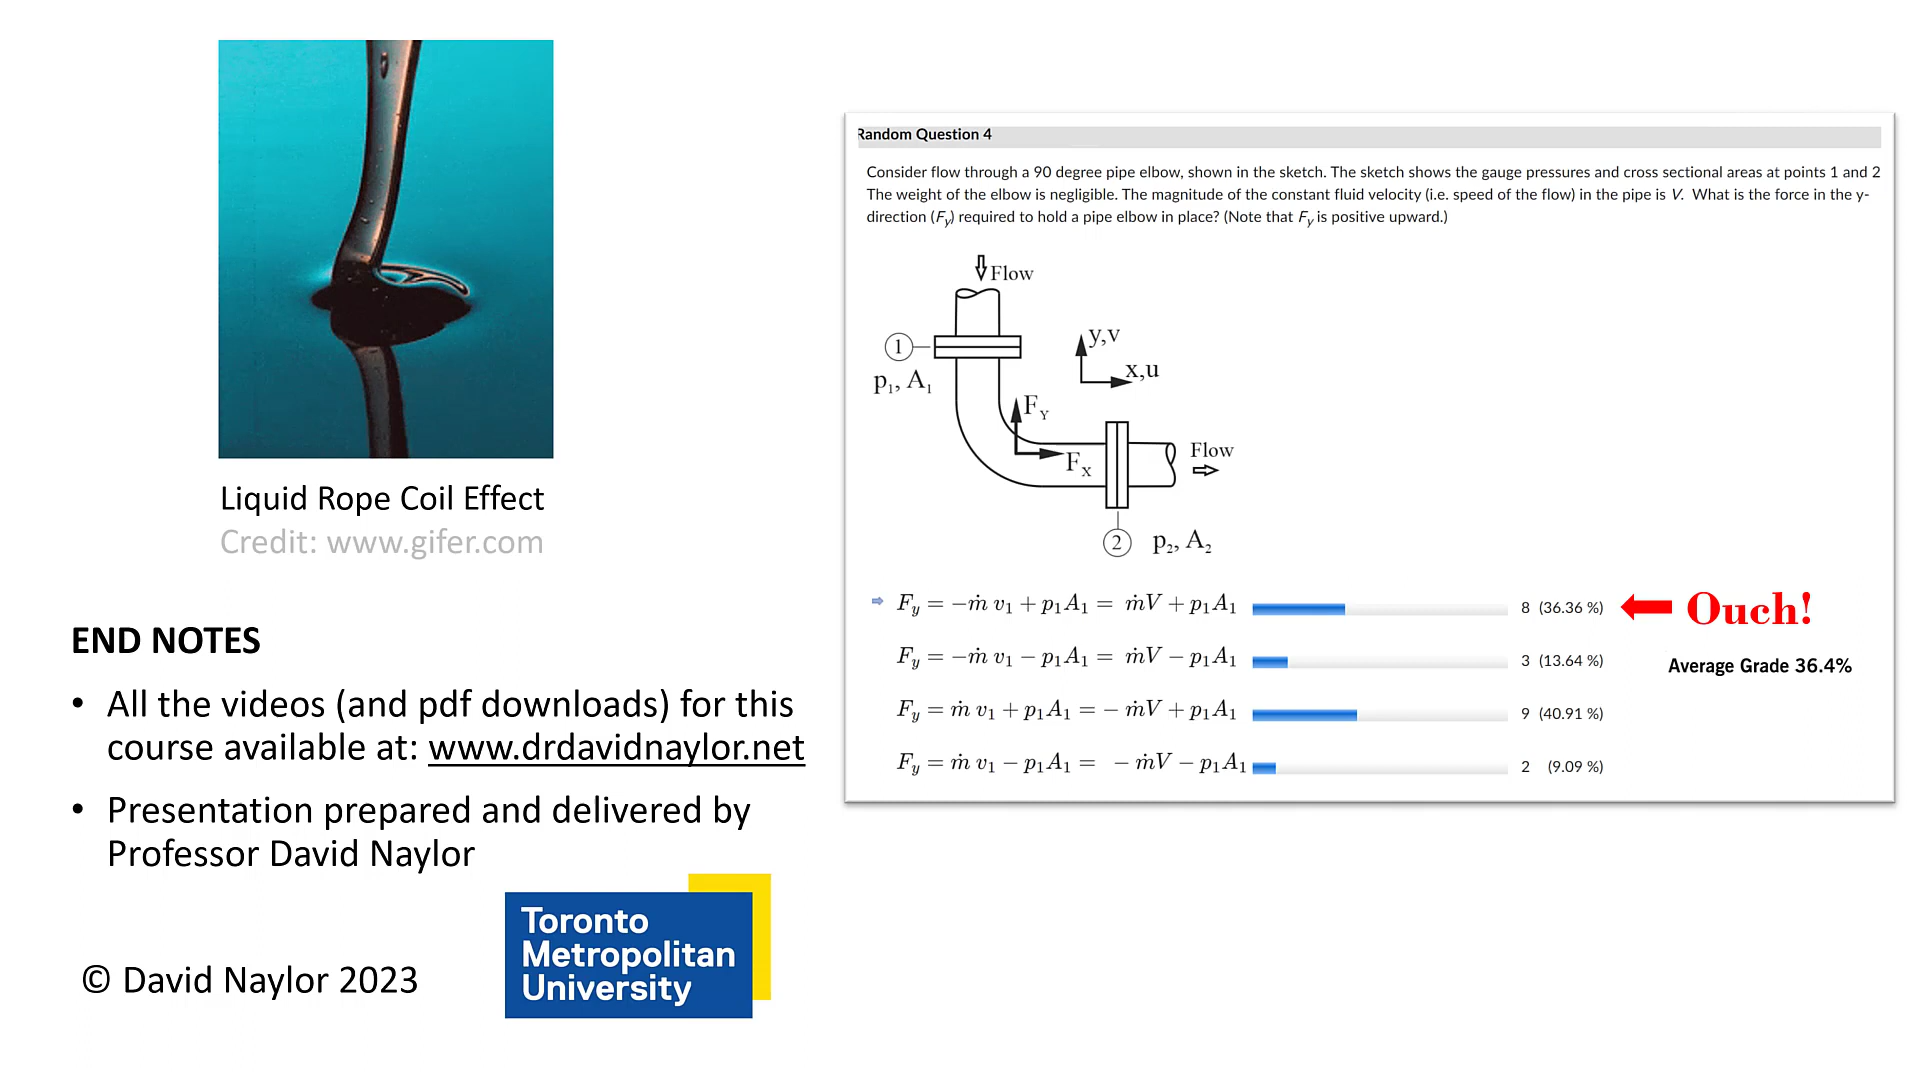 Liquid Rope Coil Effect
Credit: www.gifer.com
END NOTES
• All the videos (and pdf downloads) for this
course available at: www.drdavidnaylor.net
• Presentation prepared and delivered by
Professor David Naylor
© David Naylor 2023
Toronto
Metropolitan
University
Random Question 4
Consider flow through a 90 degree pipe elbow, shown in the sketch. The sketch shows the gauge pressures and cross sectional areas at points 1 and 2
The weight of the elbow is negligible. The magnitude of the constant fluid velocity (i.e. speed of the flow) in the pipe is V. What is the force in the y-
direction (Fy) required to hold a pipe elbow in place? (Note that Fy is positive upward.)
Flow
1
p₁, A₁
y,v
x,u
F_Y
F_X
Flow
2 p₂, A₂
F_y = −ṁ v₁ + p₁A₁ = ṁV + p₁A₁ 8 (36.36 %) Ouch!
F_y = −ṁ v₁ − p₁A₁ = ṁV − p₁A₁ 3 (13.64 %)
Average Grade 36.4%
F_y = ṁ v₁ + p₁A₁ = − ṁV + p₁A₁ 9 (40.91 %)
F_y = ṁ v₁ − p₁A₁ = − ṁV − p₁A₁ 2 (9.09 %)